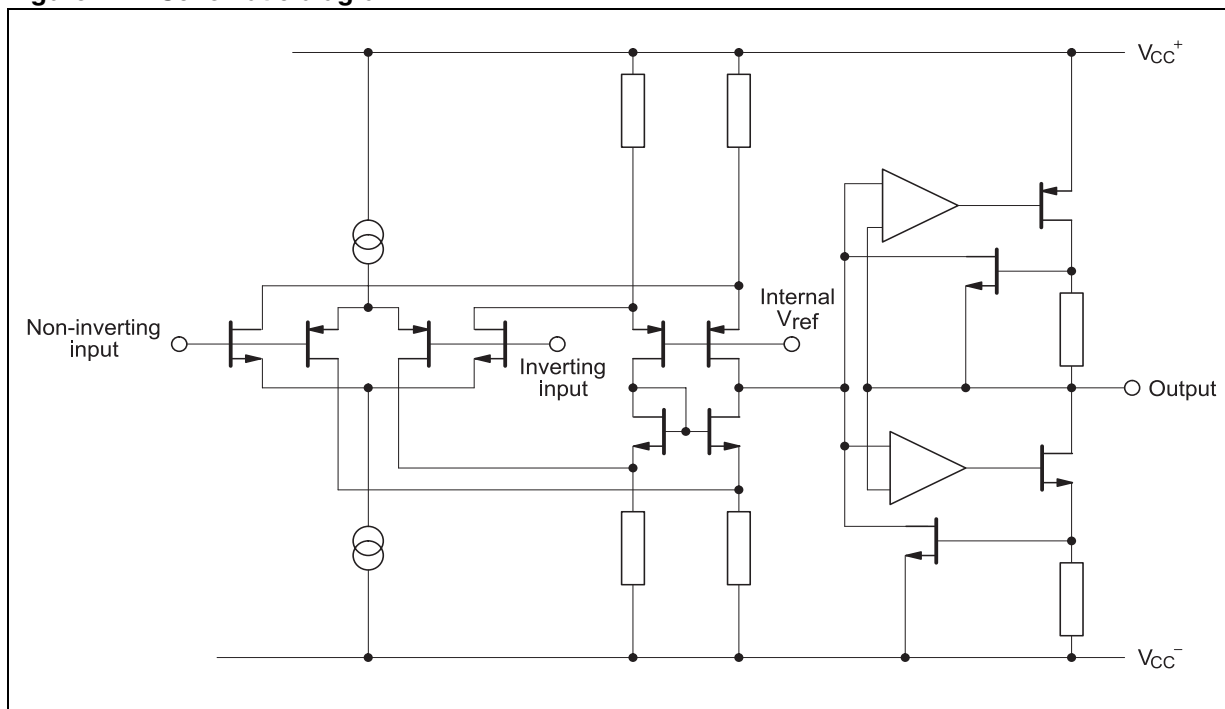 VCC+
Non-inverting
input
Inverting
input
Internal
Vref
Output
VCC−